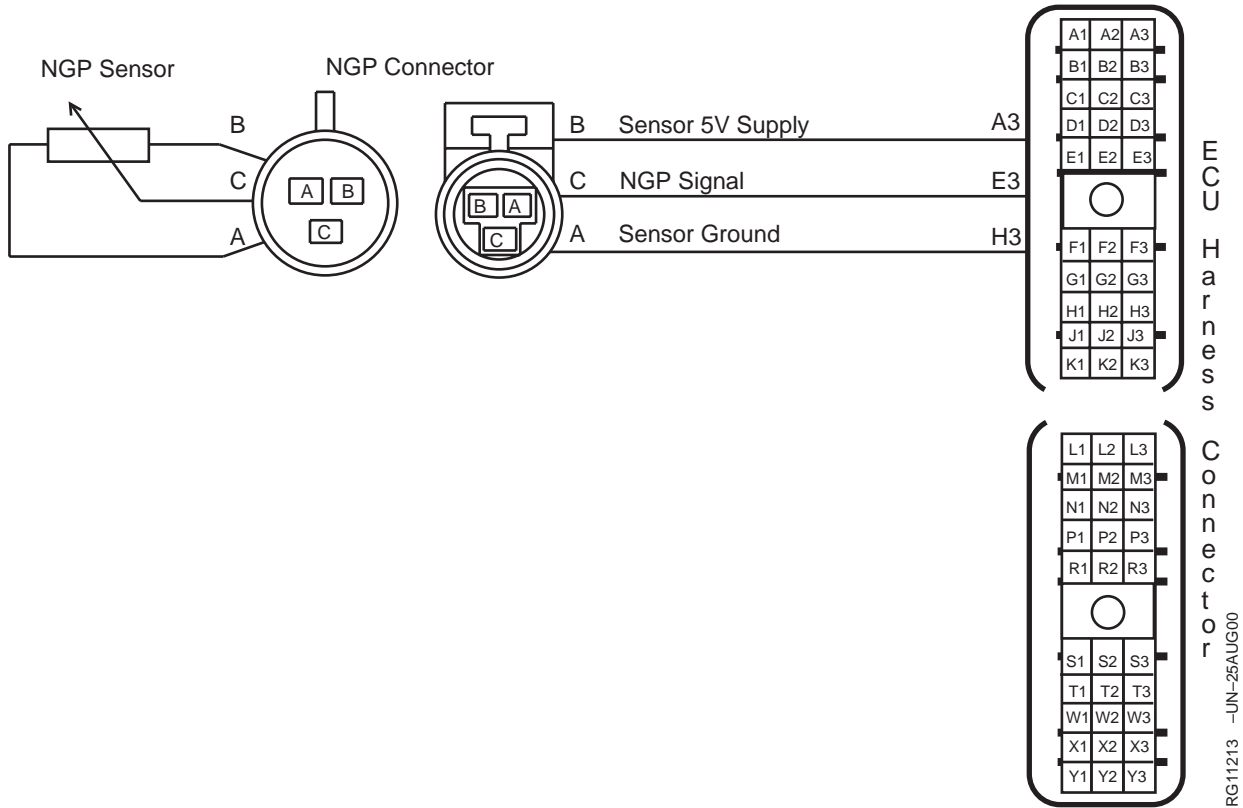 NGP Sensor
NGP Connector
B
C
A
A B
C
B A
C
B Sensor 5V Supply A3
C NGP Signal E3
A Sensor Ground H3
A1 A2 A3
B1 B2 B3
C1 C2 C3
D1 D2 D3
E1 E2 E3
F1 F2 F3
G1 G2 G3
H1 H2 H3
J1 J2 J3
K1 K2 K3
L1 L2 L3
M1 M2 M3
N1 N2 N3
P1 P2 P3
R1 R2 R3
S1 S2 S3
T1 T2 T3
W1 W2 W3
X1 X2 X3
Y1 Y2 Y3
ECU Harness Connector
RG11213 –UN–25AUG00